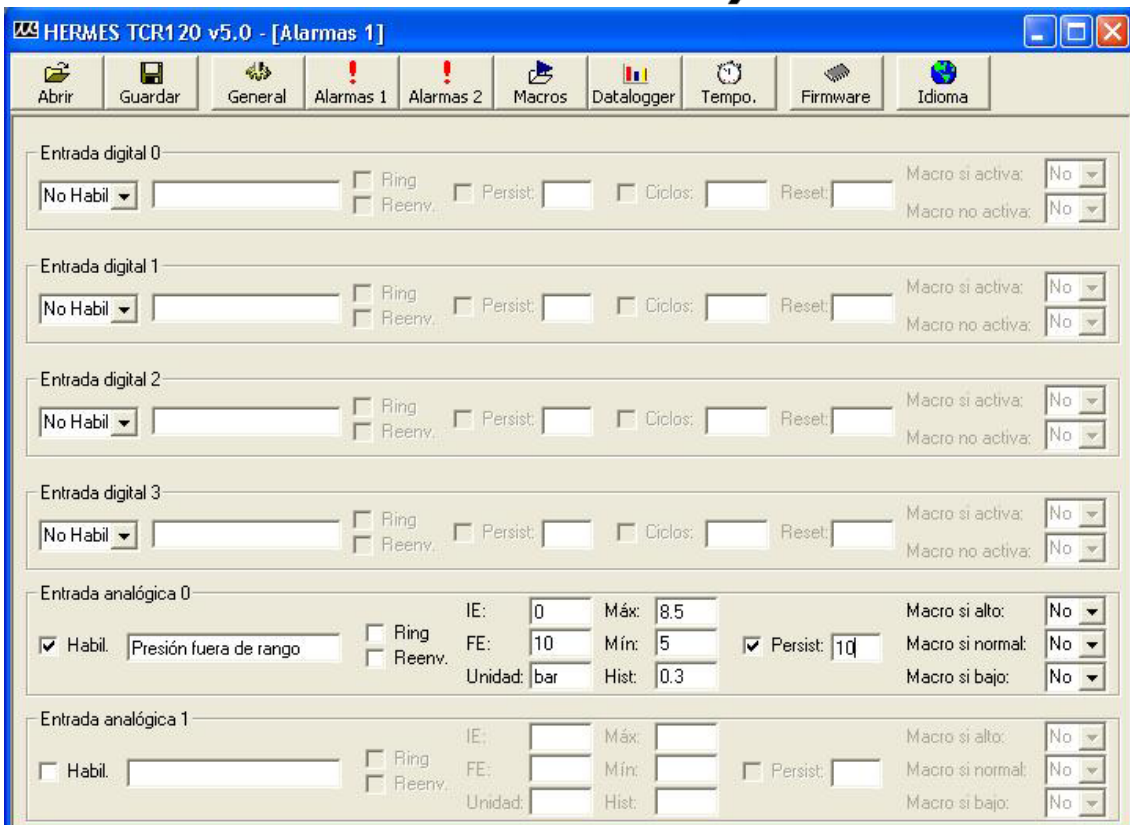 HERMES TCR120 v5.0 - [Alarmas 1]
Abrir Guardar General Alarmas 1 Alarmas 2 Macros Datalogger Tempo. Firmware Idioma
Entrada digital 0
No Habil Ring Reenv. Persist: Ciclos: Reset: Macro si activa: No
Macro no activa: No
Entrada digital 1
No Habil Ring Reenv. Persist: Ciclos: Reset: Macro si activa: No
Macro no activa: No
Entrada digital 2
No Habil Ring Reenv. Persist: Ciclos: Reset: Macro si activa: No
Macro no activa: No
Entrada digital 3
No Habil Ring Reenv. Persist: Ciclos: Reset: Macro si activa: No
Macro no activa: No
Entrada analógica 0
IE: 0 Máx: 8.5 Macro si alto: No
Habil. Presión fuera de rango Ring Reenv. FE: 10 Mín: 5 Persist: 10 Macro si normal: No
Unidad: bar Hist: 0.3 Macro si bajo: No
Entrada analógica 1
IE: Máx: Macro si alto: No
Habil. Ring Reenv. FE: Mín: Persist: Macro si normal: No
Unidad: Hist: Macro si bajo: No